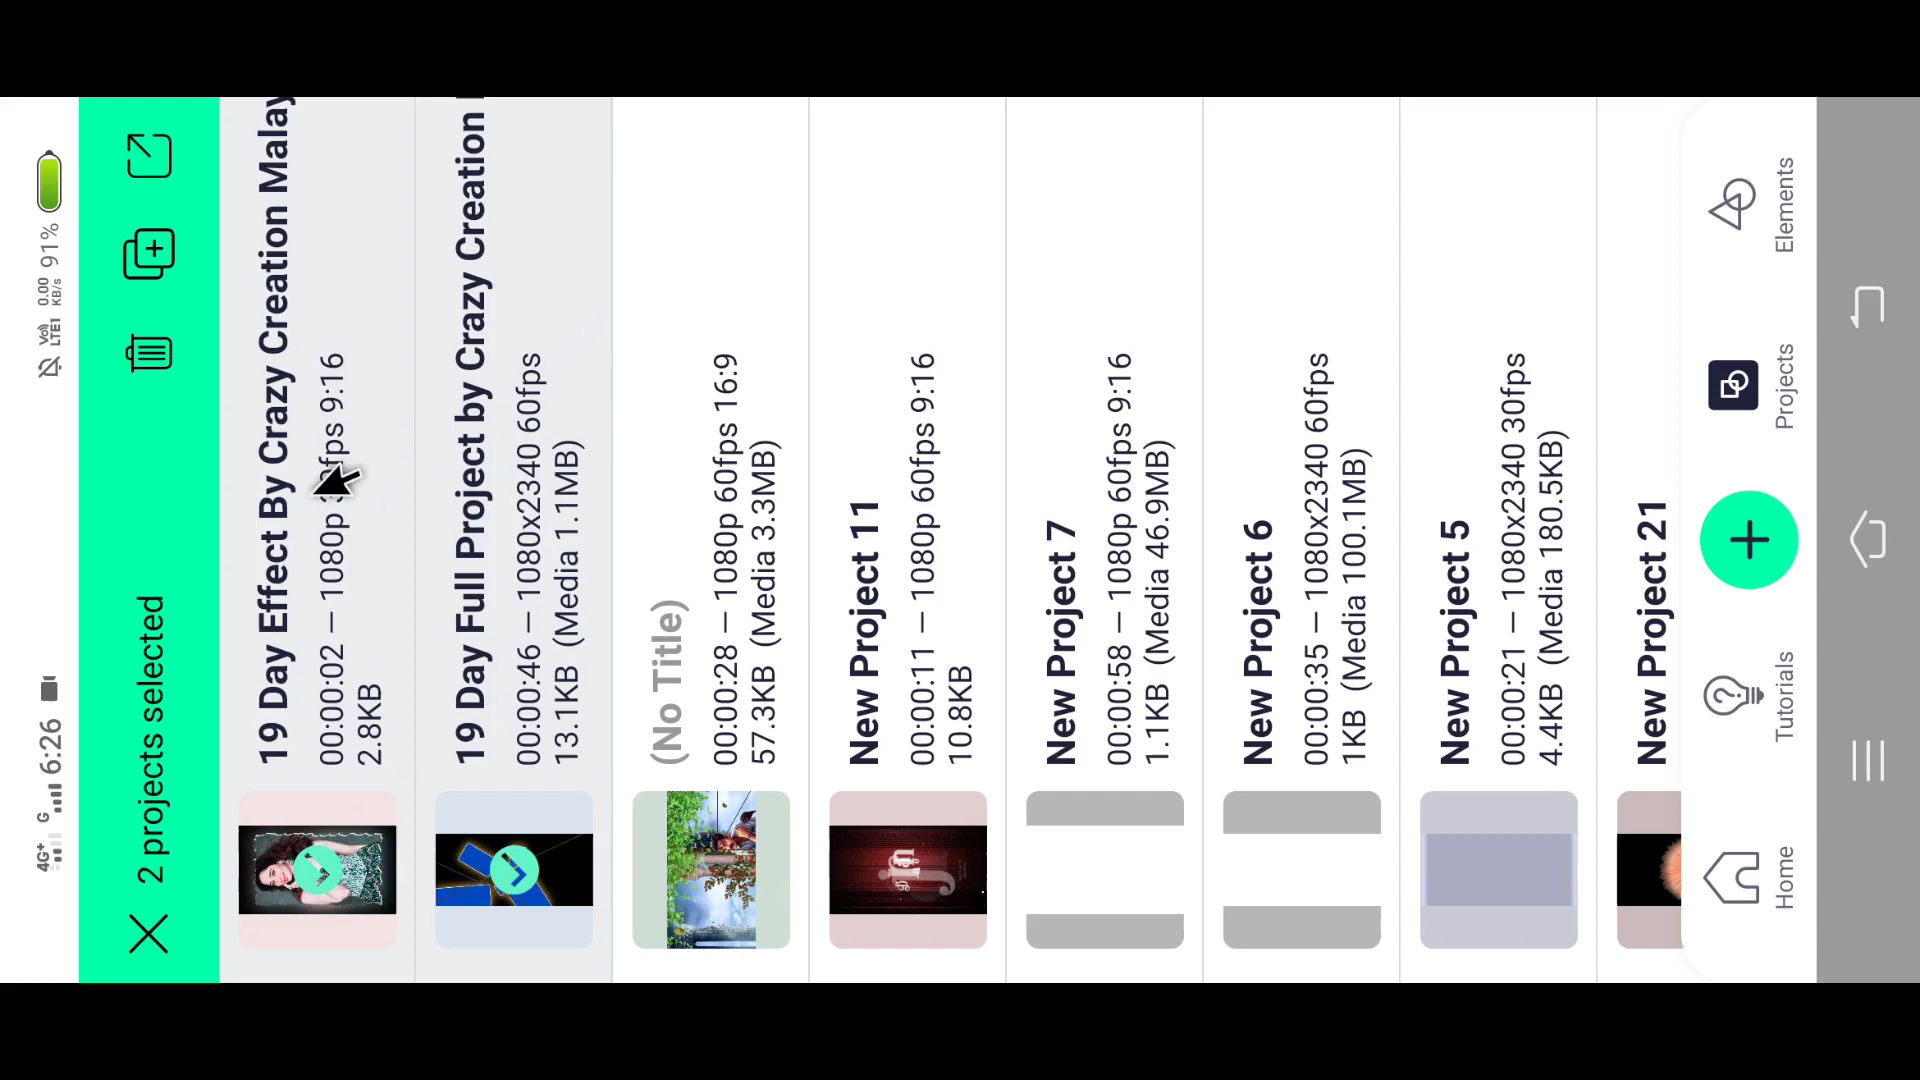 4G+ G 6:26 VoI) LTE1 0.00 KB/s 91%
2 projects selected
19 Day Effect By Crazy Creation Malay
00:00:02 — 1080p fps 9:16
2.8KB
19 Day Full Project by Crazy Creation
00:00:46 — 1080x2340 60fps
13.1KB (Media 1.1MB)
(No Title)
00:00:28 — 1080p 60fps 16:9
57.3KB (Media 3.3MB)
New Project 11
00:00:11 — 1080p 60fps 9:16
10.8KB
New Project 7
00:00:58 — 1080p 60fps 9:16
1.1KB (Media 46.9MB)
New Project 6
00:00:35 — 1080x2340 60fps
1KB (Media 100.1MB)
New Project 5
00:00:21 — 1080x2340 30fps
4.4KB (Media 180.5KB)
New Project 21
Home Tutorials Projects Elements